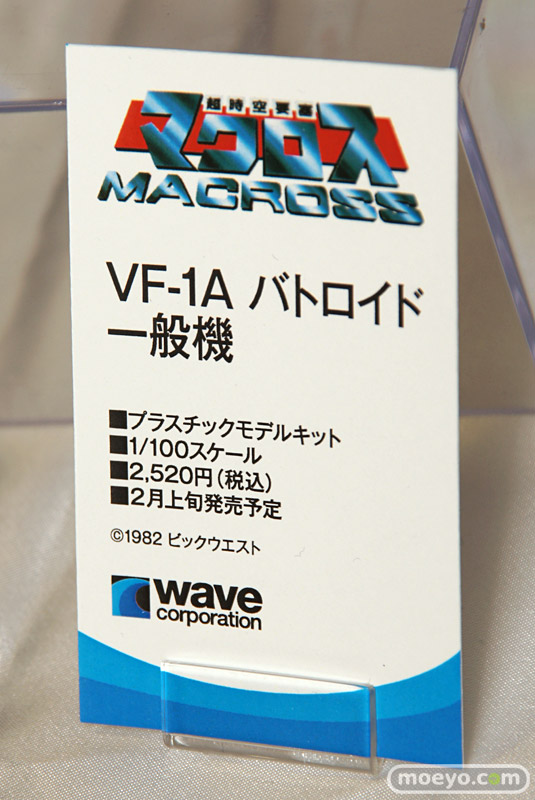 超時空要塞
マクロス
MACROSS
VF-1A バトロイド
一般機
■プラスチックモデルキット
■1/100スケール
■2,520円(税込)
■2月上旬発売予定
©1982 ビックウエスト
wave
corporation
moeyo.com